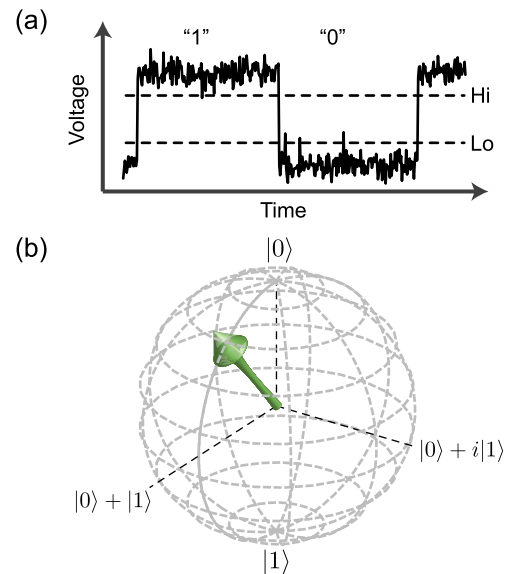 (a)
“1” “0”
Voltage
Hi
Lo
Time
(b)
|0⟩
|0⟩ + i|1⟩
|0⟩ + |1⟩
|1⟩